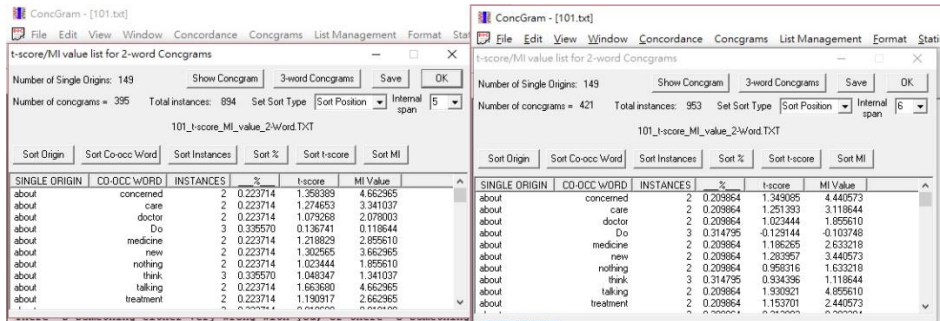 ConcGram - [101.txt]
File Edit View Window Concordance Concgrams List Management Format Stat
t-score/MI value list for 2-word Concgrams
Number of Single Origins: 149 Show Concgram 3-word Concgrams Save OK
Number of concgrams = 395 Total instances: 894 Set Sort Type Sort Position Internal span 5
101_t-score_MI_value_2-Word.TXT
Sort Origin Sort Co-occ Word Sort Instances Sort % Sort t-score Sort MI
SINGLE ORIGIN CO-OCC WORD INSTANCES % t-score MI Value
about concerned 2 0.223714 1.358389 4.662965
about care 2 0.223714 1.274653 3.341037
about doctor 2 0.223714 1.079268 2.078003
about Do 3 0.335570 0.136741 0.118644
about medicine 2 0.223714 1.218829 2.855610
about new 2 0.223714 1.302565 3.662965
about nothing 2 0.223714 1.023444 1.855610
about think 3 0.335570 1.048347 1.341037
about talking 2 0.223714 1.663680 4.662965
about treatment 2 0.223714 1.190917 2.662965
ConcGram - [101.txt]
File Edit View Window Concordance Concgrams List Management Format Stati
t-score/MI value list for 2-word Concgrams
Number of Single Origins: 149 Show Concgram 3-word Concgrams Save OK
Number of concgrams = 421 Total instances: 953 Set Sort Type Sort Position Internal span 6
101_t-score_MI_value_2-Word.TXT
Sort Origin Sort Co-occ Word Sort Instances Sort % Sort t-score Sort MI
SINGLE ORIGIN CO-OCC WORD INSTANCES % t-score MI Value
about concerned 2 0.209864 1.349085 4.440573
about care 2 0.209864 1.251393 3.118644
about doctor 2 0.209864 1.023444 1.855610
about Do 3 0.314795 -0.129144 -0.103748
about medicine 2 0.209864 1.186265 2.633218
about new 2 0.209864 1.283957 3.440573
about nothing 2 0.209864 0.958316 1.633218
about think 3 0.314795 0.934396 1.118644
about talking 2 0.209864 1.930921 4.855610
about treatment 2 0.209864 1.153701 2.440573